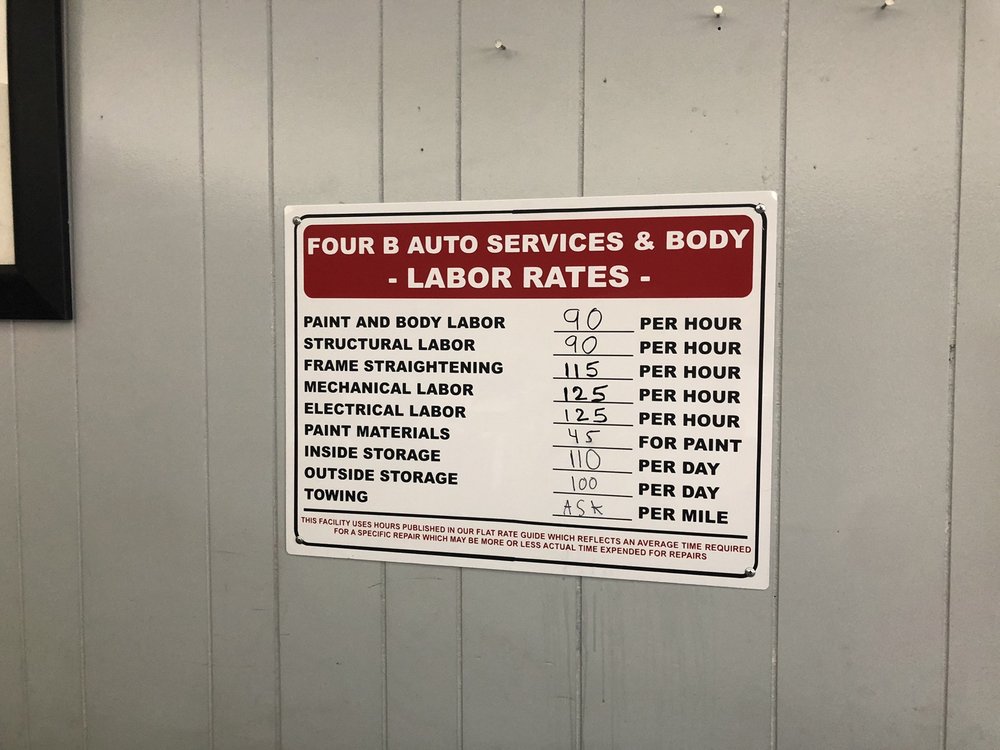 FOUR B AUTO SERVICES & BODY
- LABOR RATES -
PAINT AND BODY LABOR 90 PER HOUR
STRUCTURAL LABOR 90 PER HOUR
FRAME STRAIGHTENING 115 PER HOUR
MECHANICAL LABOR 125 PER HOUR
ELECTRICAL LABOR 125 PER HOUR
PAINT MATERIALS 45 FOR PAINT
INSIDE STORAGE 110 PER DAY
OUTSIDE STORAGE 100 PER DAY
TOWING ASK PER MILE
THIS FACILITY USES HOURS PUBLISHED IN OUR FLAT RATE GUIDE WHICH REFLECTS AN AVERAGE TIME REQUIRED
FOR A SPECIFIC REPAIR WHICH MAY BE MORE OR LESS ACTUAL TIME EXPENDED FOR REPAIRS